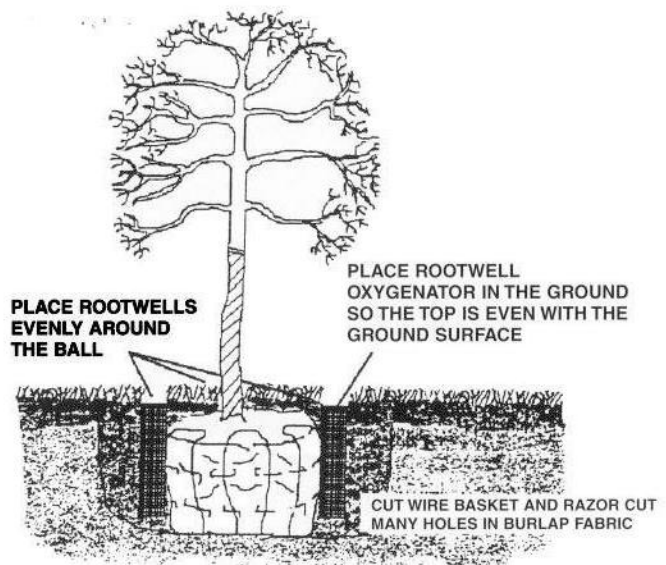 PLACE ROOTWELLS
EVENLY AROUND
THE BALL
PLACE ROOTWELL
OXYGENATOR IN THE GROUND
SO THE TOP IS EVEN WITH THE
GROUND SURFACE
CUT WIRE BASKET AND RAZOR CUT
MANY HOLES IN BURLAP FABRIC